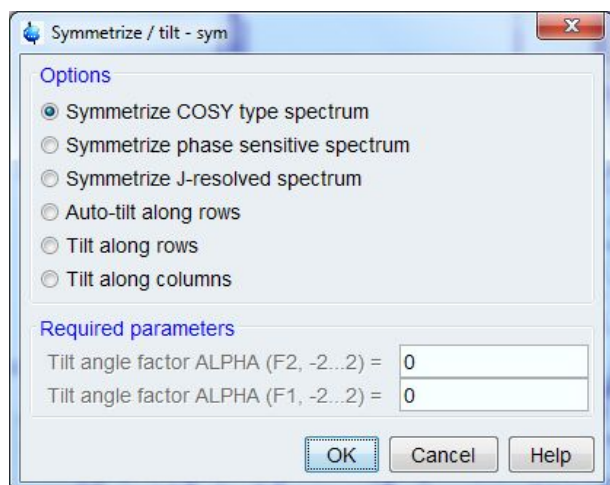 Symmetrize / tilt - sym
Options
Symmetrize COSY type spectrum
Symmetrize phase sensitive spectrum
Symmetrize J-resolved spectrum
Auto-tilt along rows
Tilt along rows
Tilt along columns
Required parameters
Tilt angle factor ALPHA (F2, -2...2) = 0
Tilt angle factor ALPHA (F1, -2...2) = 0
OK Cancel Help